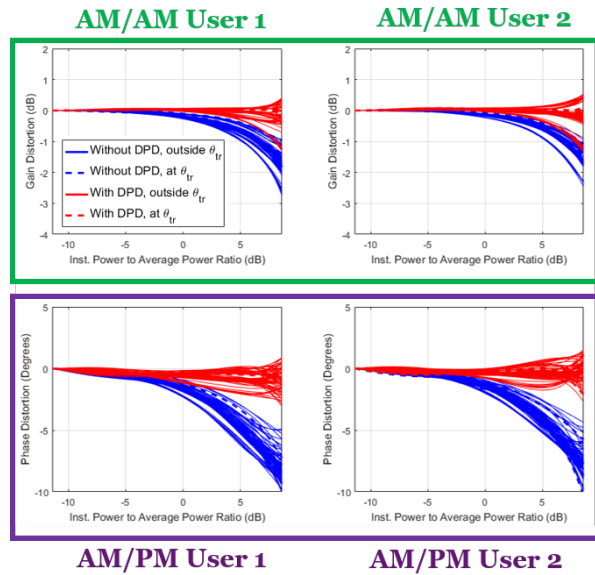 AM/AM User 1
AM/AM User 2
2
1
0
-1
-2
-3
-4
Gain Distortion (dB)
Without DPD, outside θtr
Without DPD, at θtr
With DPD, outside θtr
With DPD, at θtr
-10
-5
0
5
Inst. Power to Average Power Ratio (dB)
2
1
0
-1
-2
-3
-4
Gain Distortion (dB)
-10
-5
0
5
Inst. Power to Average Power Ratio (dB)
5
0
-5
-10
Phase Distortion (Degrees)
-10
-5
0
5
Inst. Power to Average Power Ratio (dB)
5
0
-5
-10
Phase Distortion (Degrees)
-10
-5
0
5
Inst. Power to Average Power Ratio (dB)
AM/PM User 1
AM/PM User 2